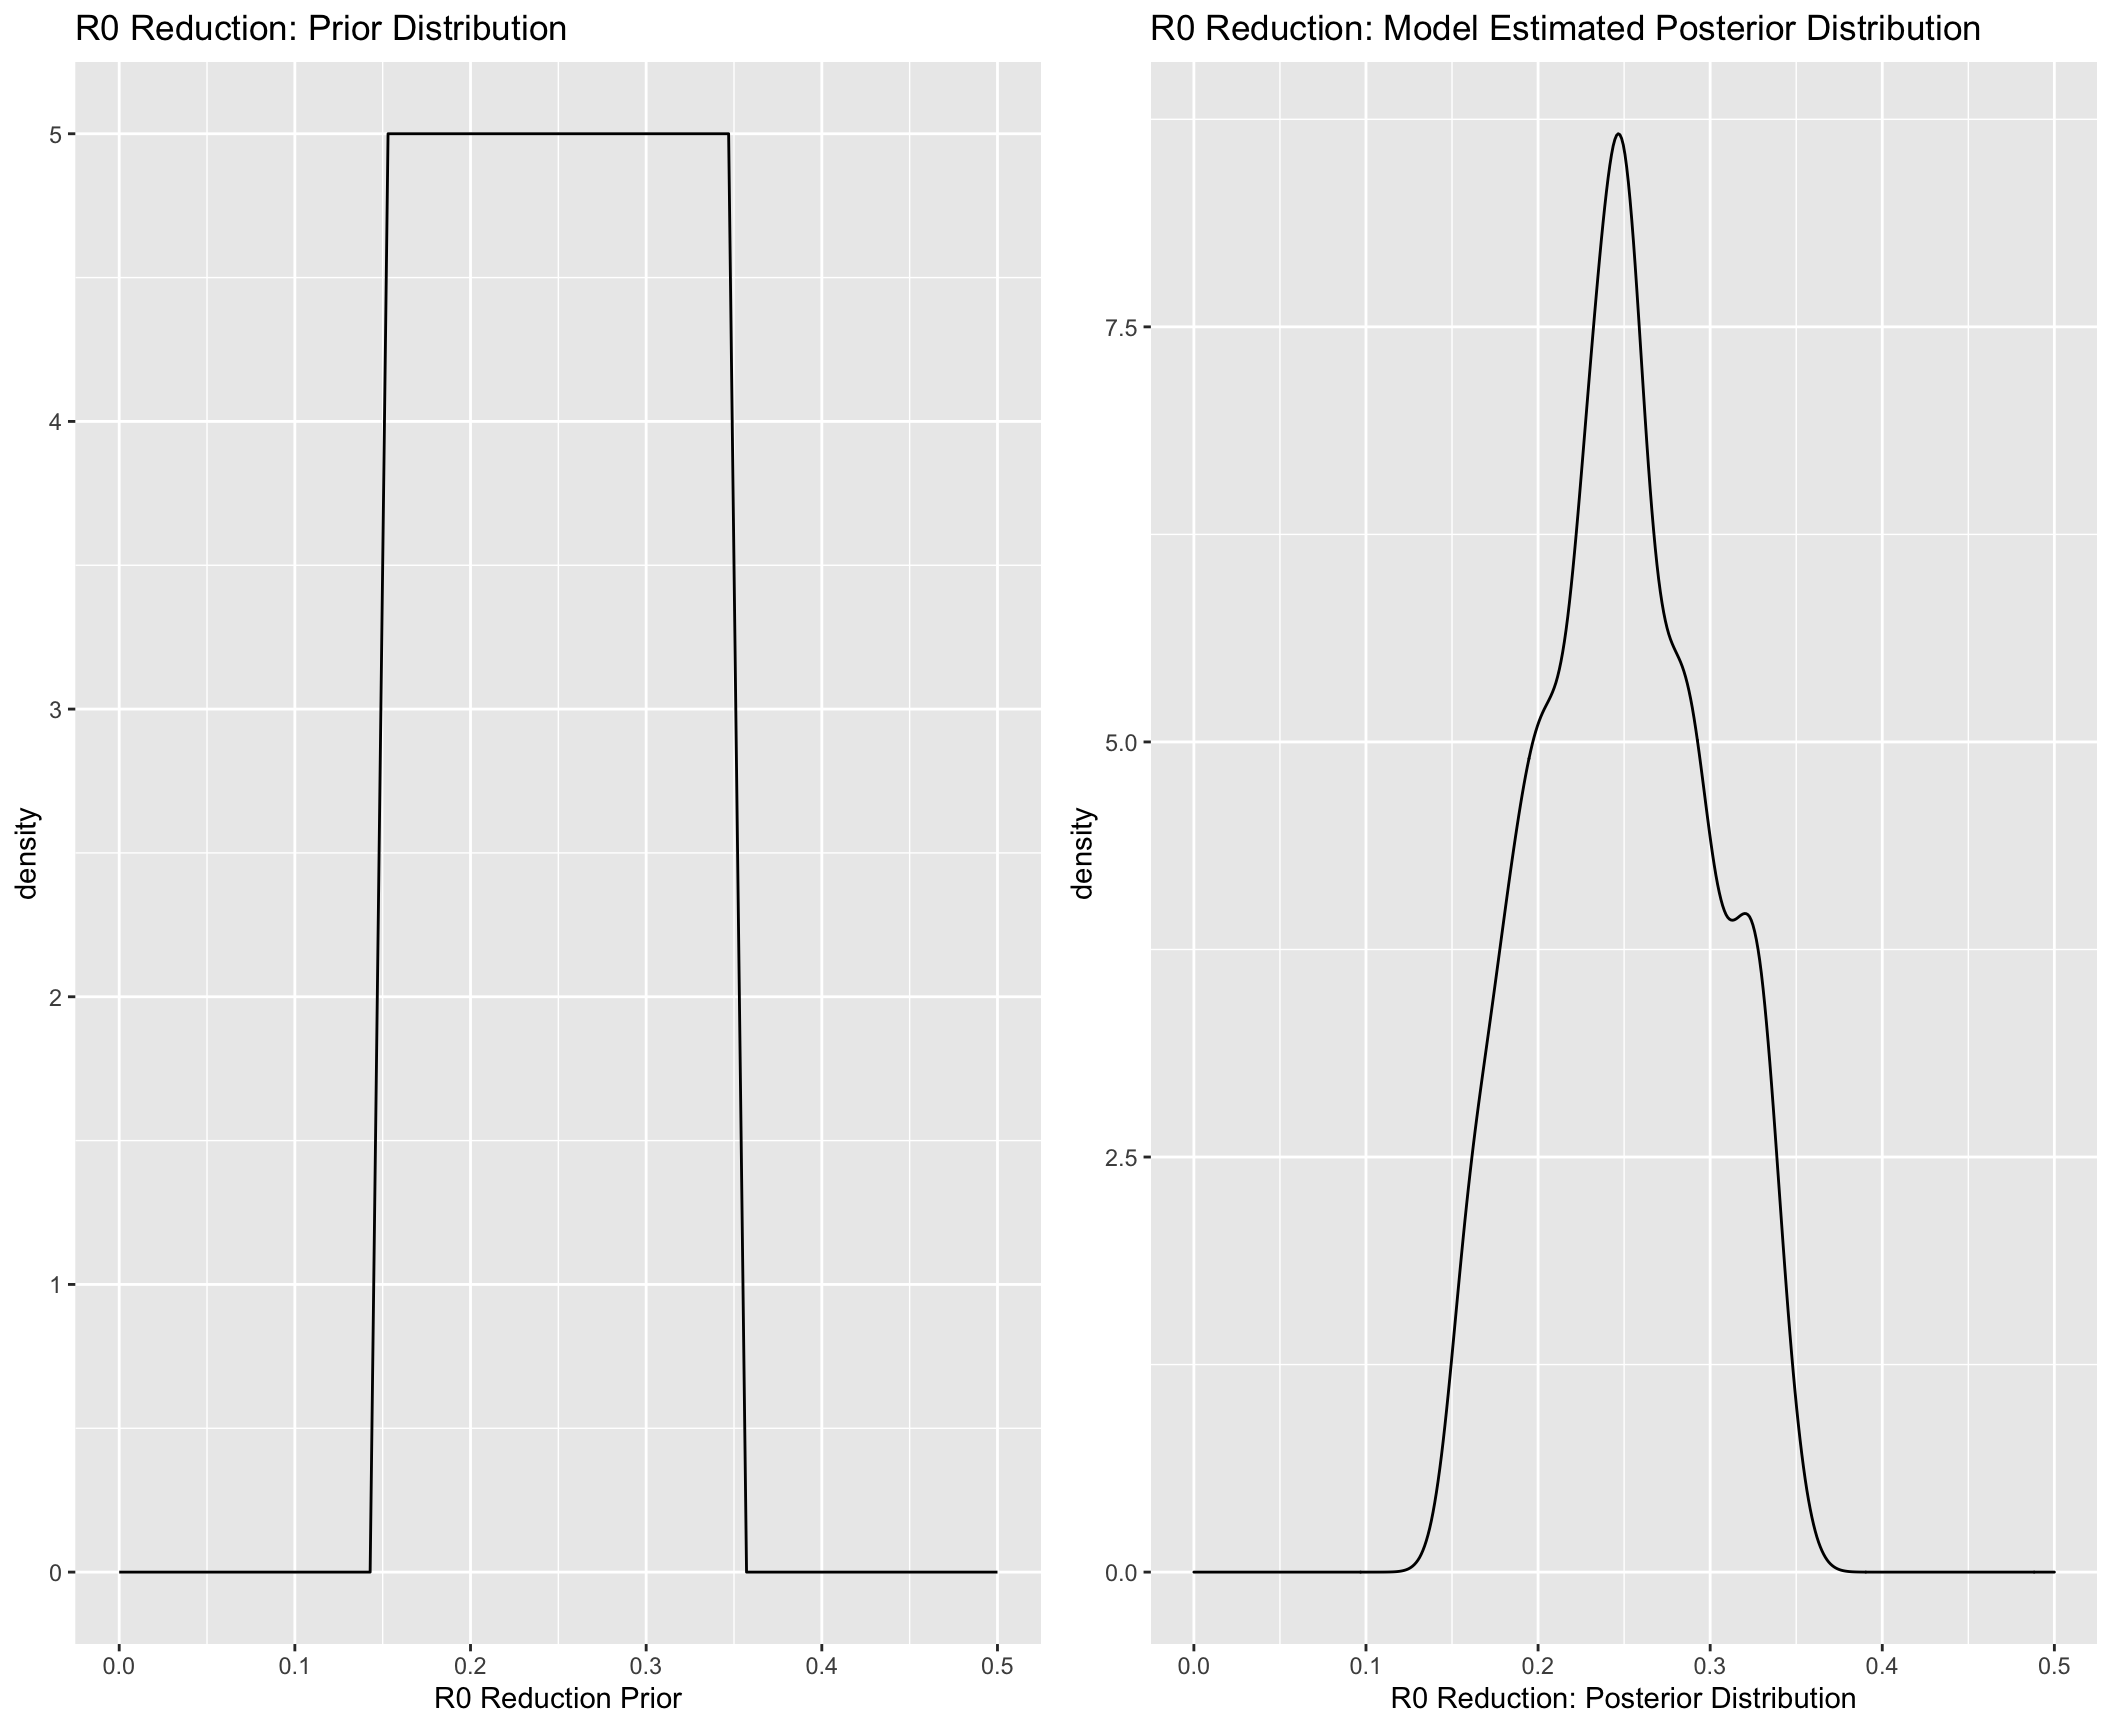 R0 Reduction: Prior Distribution
density
5
4
3
2
1
0
0.0 0.1 0.2 0.3 0.4 0.5
R0 Reduction Prior
R0 Reduction: Model Estimated Posterior Distribution
density
7.5
5.0
2.5
0.0
0.0 0.1 0.2 0.3 0.4 0.5
R0 Reduction: Posterior Distribution